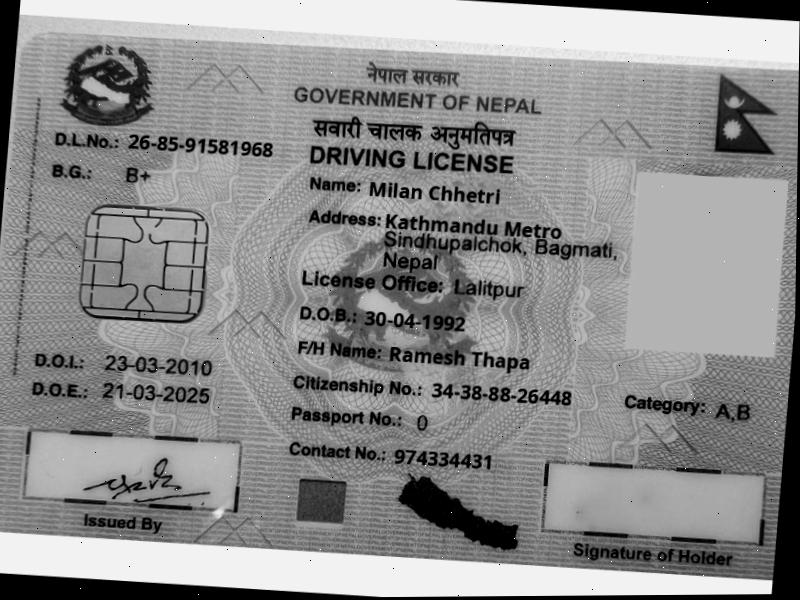 नेपाल सरकार
GOVERNMENT OF NEPAL
सवारी चालक अनुमतिपत्र
DRIVING LICENSE
D.L.No.: 26-85-91581968
B.G.: B+
Name: Milan Chhetri
Address: Kathmandu Metro
Sindhupalchok, Bagmati,
Nepal
License Office: Lalitpur
D.O.B.: 30-04-1992
F/H Name: Ramesh Thapa
D.O.I.: 23-03-2010
D.O.E.: 21-03-2025
Citizenship No.: 34-38-88-26448
Category: A,B
Passport No.: 0
Contact No.: 974334431
Issued By
Signature of Holder